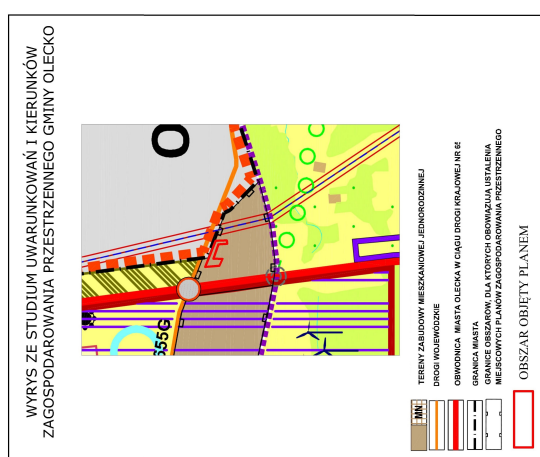 WYRYS ZE STUDIUM UWARUNKOWAŃ I KIERUNKÓW
ZAGOSPODAROWANIA PRZESTRZENNEGO GMINY OLECKO
O
655G
MN
TERENY ZABUDOWY MIESZKANIOWEJ JEDNORODZINNEJ
DROGI WOJEWÓDZKIE
OBWODNICA MIASTA OLECKA W CIĄGU DROGI KRAJOWEJ NR 65
GRANICA MIASTA
GRANICE OBSZARÓW, DLA KTÓRYCH OBOWIĄZUJĄ USTALENIA
MIEJSCOWYCH PLANÓW ZAGOSPODAROWANIA PRZESTRZENNEGO
OBSZAR OBJĘTY PLANEM